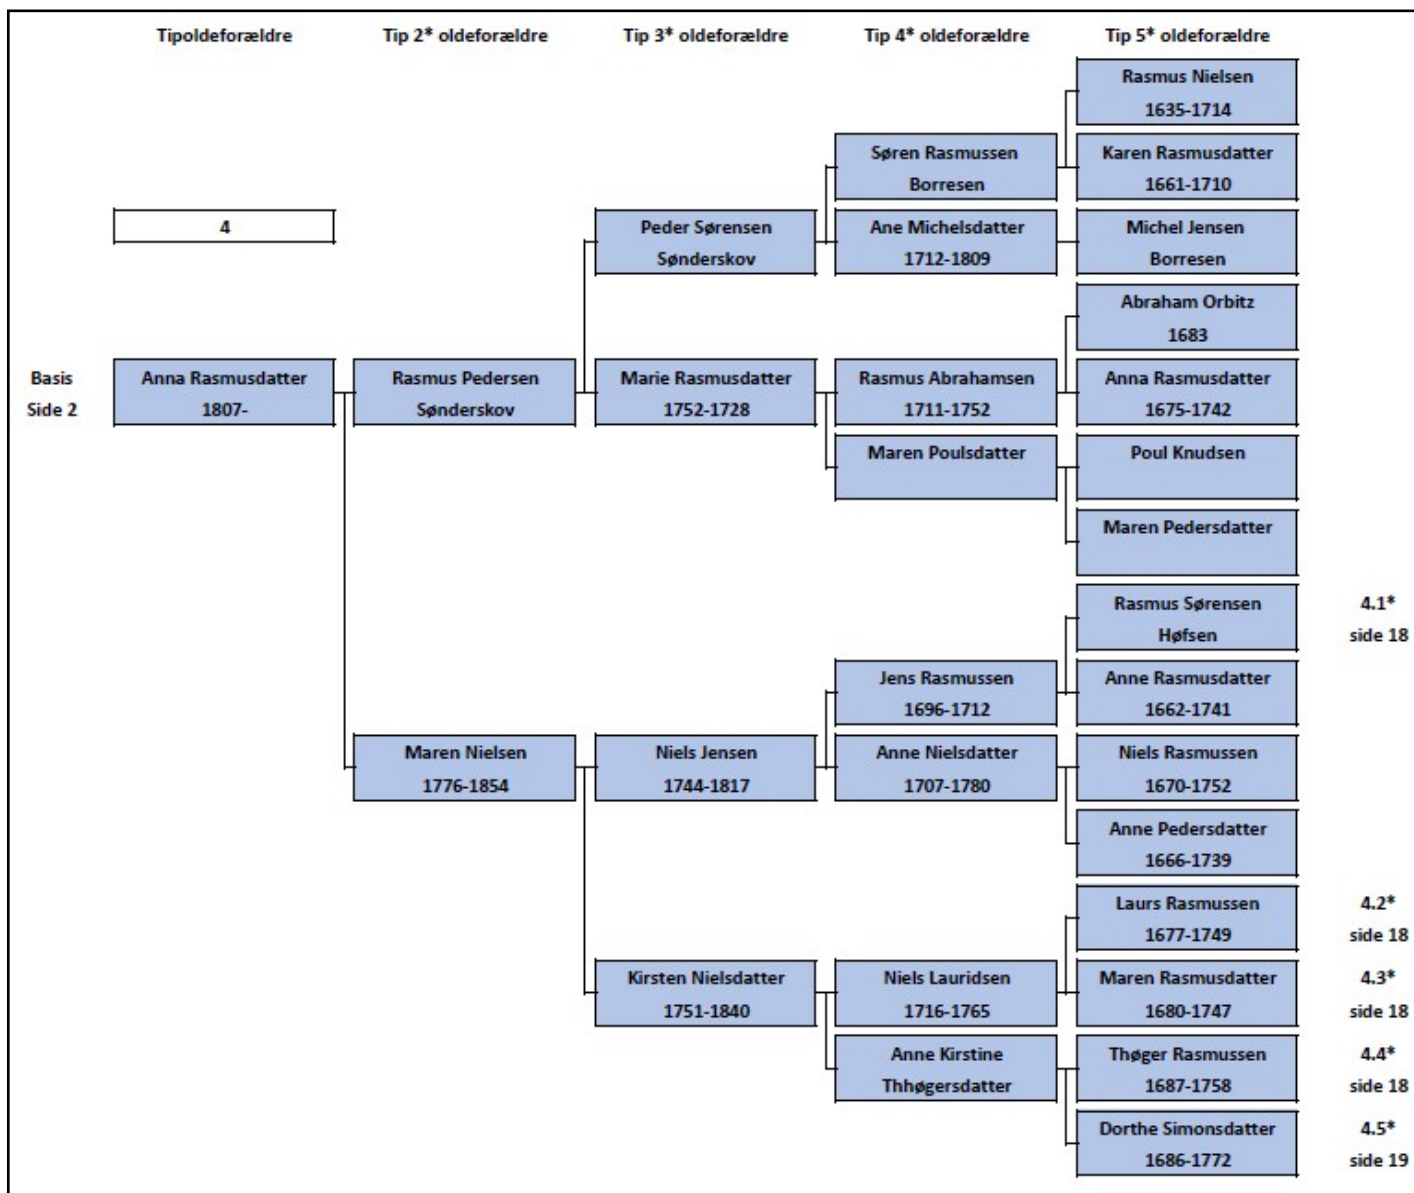 Tipoldeforældre Tip 2* oldeforældre Tip 3* oldeforældre Tip 4* oldeforældre Tip 5* oldeforældre
Rasmus Nielsen
1635-1714
Søren Rasmussen
Borresen
Karen Rasmusdatter
1661-1710
4
Peder Sørensen
Sønderskov
Ane Michelsdatter
1712-1809
Michel Jensen
Borresen
Abraham Orbitz
1683
Basis
Side 2
Anna Rasmusdatter
1807-
Rasmus Pedersen
Sønderskov
Marie Rasmusdatter
1752-1728
Rasmus Abrahamsen
1711-1752
Anna Rasmusdatter
1675-1742
Maren Poulsdatter
Poul Knudsen
Maren Pedersdatter
Rasmus Sørensen
Høfsen
4.1*
side 18
Jens Rasmussen
1696-1712
Anne Rasmusdatter
1662-1741
Maren Nielsen
1776-1854
Niels Jensen
1744-1817
Anne Nielsdatter
1707-1780
Niels Rasmussen
1670-1752
Anne Pedersdatter
1666-1739
Laurs Rasmussen
1677-1749
4.2*
side 18
Kirsten Nielsdatter
1751-1840
Niels Lauridsen
1716-1765
Maren Rasmusdatter
1680-1747
4.3*
side 18
Anne Kirstine
Thhøgersdatter
Thøger Rasmussen
1687-1758
4.4*
side 18
Dorthe Simonsdatter
1686-1772
4.5*
side 19